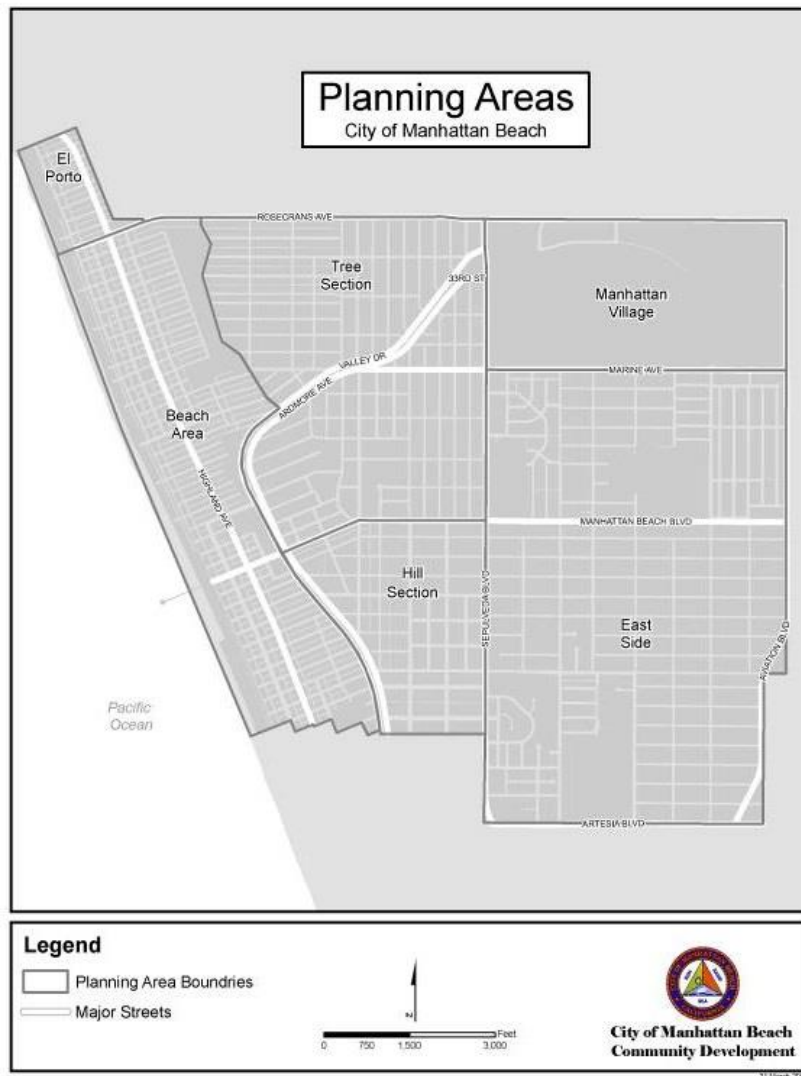 Planning Areas
City of Manhattan Beach
El
Porto
ROSECRANS AVE
Tree
Section
33RD ST
Manhattan
Village
VALLEY DR
MARINE AVE
ARDMORE AVE
Beach
Area
HIGHLAND AVE
MANHATTAN BEACH BLVD
Hill
Section
SEPULVEDA BLVD
East
Side
AVIATION BLVD
Pacific
Ocean
ARTESIA BLVD
Legend
Planning Area Boundries
Major Streets
N
Feet
0 750 1,500 3,000
City of Manhattan Beach
Community Development